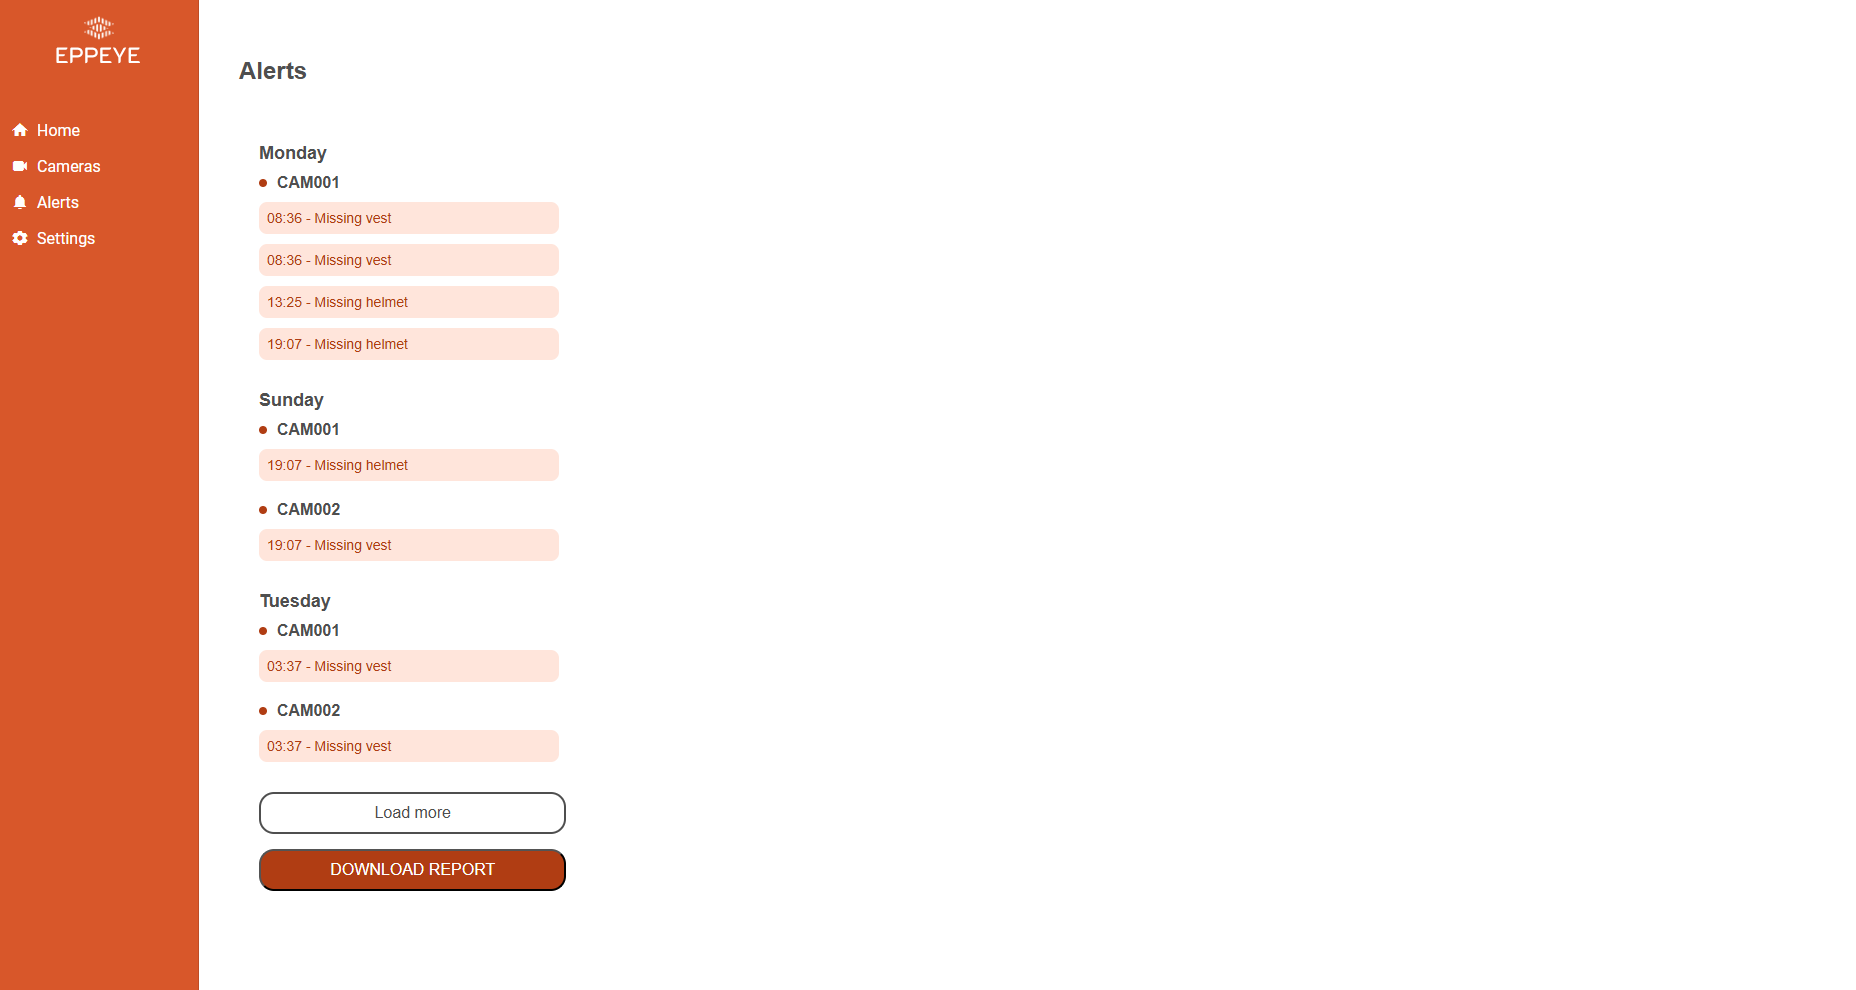 EPPEYE
Home
Cameras
Alerts
Settings
Alerts
Monday
CAM001
08:36 - Missing vest
08:36 - Missing vest
13:25 - Missing helmet
19:07 - Missing helmet
Sunday
CAM001
19:07 - Missing helmet
CAM002
19:07 - Missing vest
Tuesday
CAM001
03:37 - Missing vest
CAM002
03:37 - Missing vest
Load more
DOWNLOAD REPORT